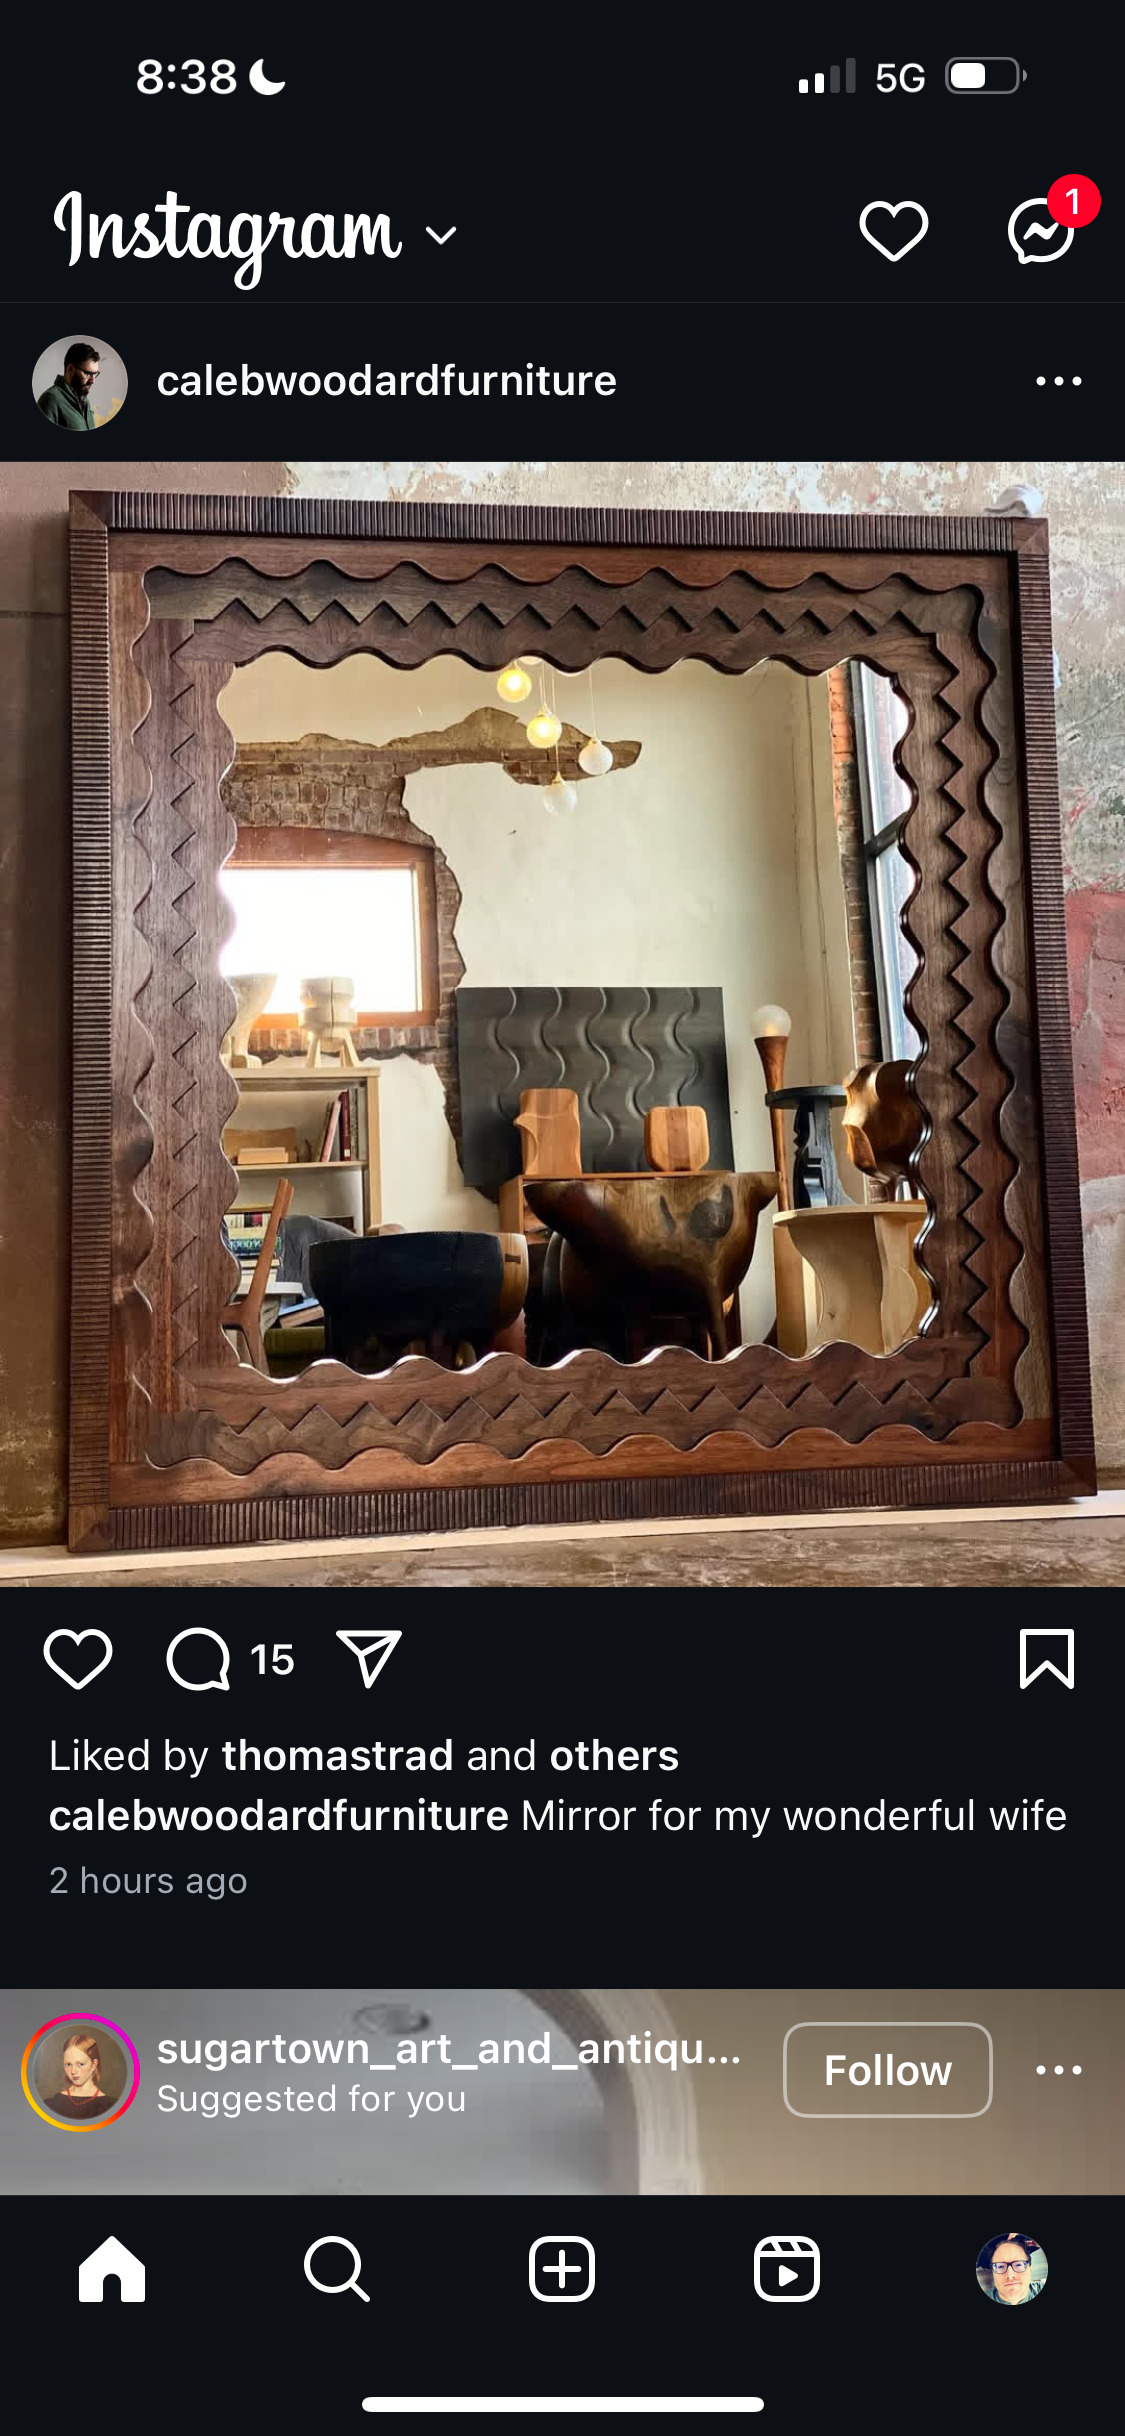 8:38
5G
Instagram
1
calebwoodardfurniture
15
Liked by thomastrad and others
calebwoodardfurniture Mirror for my wonderful wife
2 hours ago
sugartown_art_and_antiqu...
Follow
Suggested for you